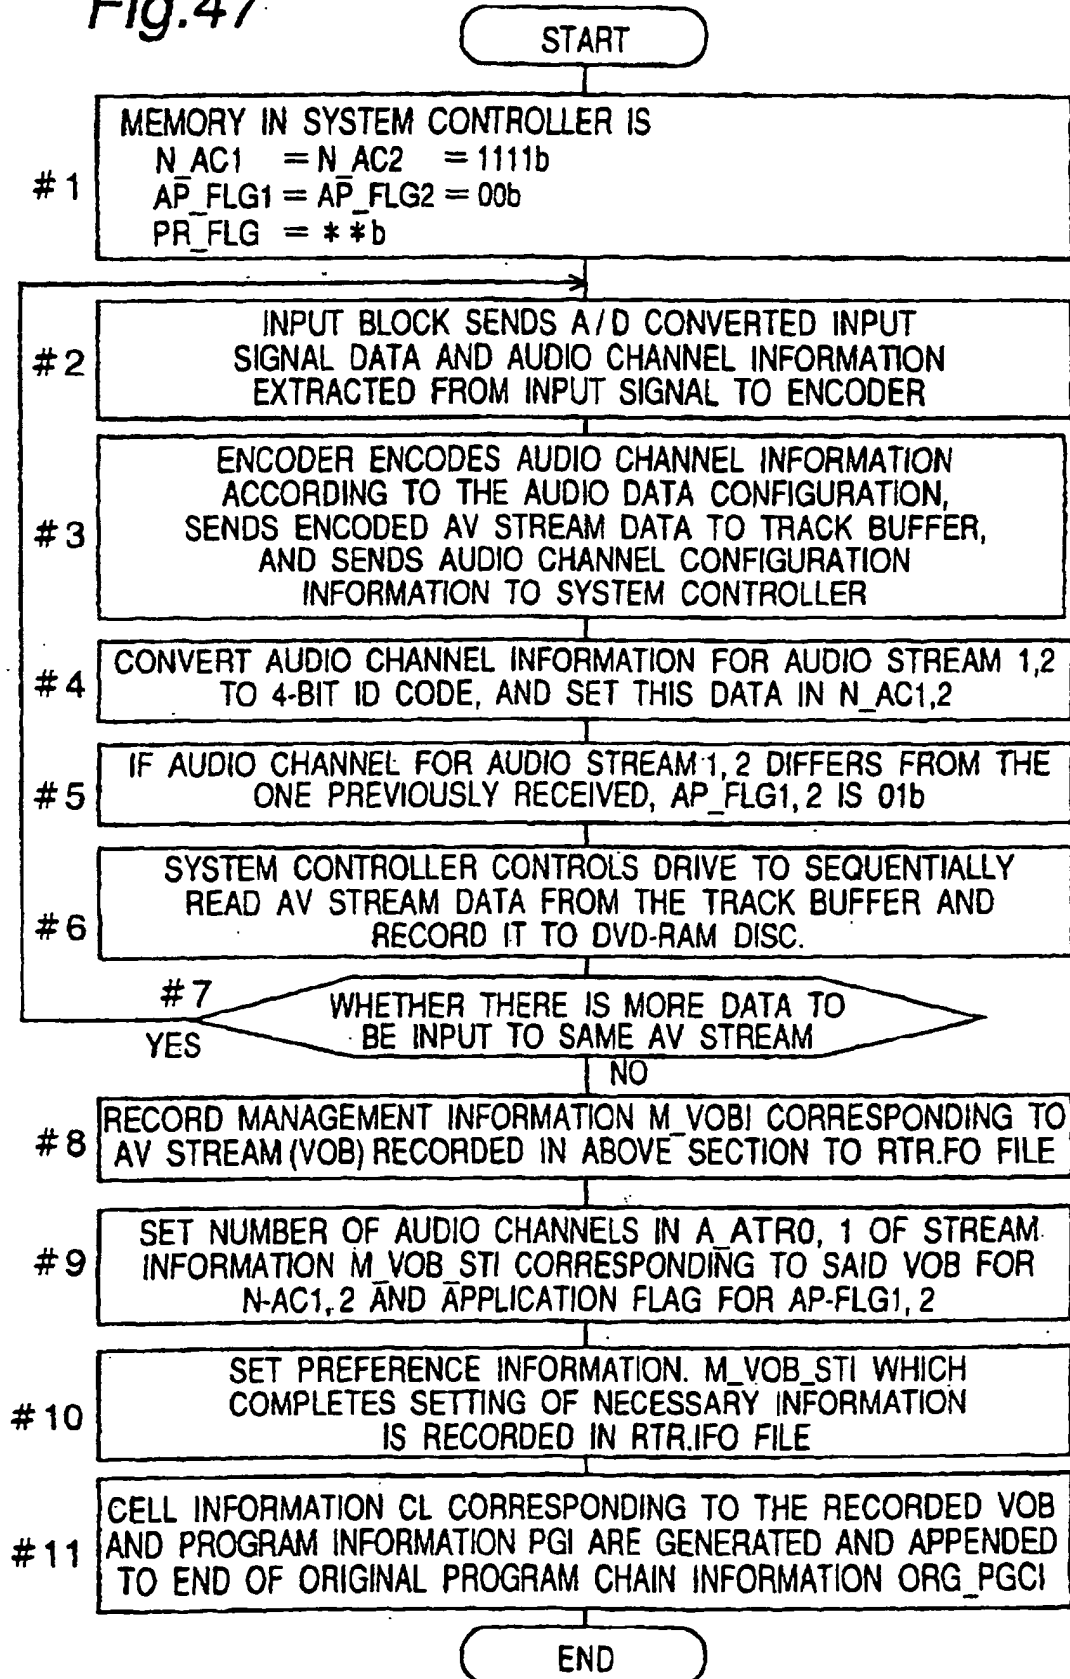 Fig.47
START
#1
MEMORY IN SYSTEM CONTROLLER IS
N_AC1 =N_AC2 =1111b
AP_FLG1=AP_FLG2=00b
PR_FLG =**b
#2
INPUT BLOCK SENDS A/D CONVERTED INPUT
SIGNAL DATA AND AUDIO CHANNEL INFORMATION
EXTRACTED FROM INPUT SIGNAL TO ENCODER
#3
ENCODER ENCODES AUDIO CHANNEL INFORMATION
ACCORDING TO THE AUDIO DATA CONFIGURATION,
SENDS ENCODED AV STREAM DATA TO TRACK BUFFER,
AND SENDS AUDIO CHANNEL CONFIGURATION
INFORMATION TO SYSTEM CONTROLLER
#4
CONVERT AUDIO CHANNEL INFORMATION FOR AUDIO STREAM 1,2
TO 4-BIT ID CODE, AND SET THIS DATA IN N_AC1,2
#5
IF AUDIO CHANNEL FOR AUDIO STREAM 1,2 DIFFERS FROM THE
ONE PREVIOUSLY RECEIVED, AP_FLG1,2 IS 01b
#6
SYSTEM CONTROLLER CONTROLS DRIVE TO SEQUENTIALLY
READ AV STREAM DATA FROM THE TRACK BUFFER AND
RECORD IT TO DVD-RAM DISC.
#7
WHETHER THERE IS MORE DATA TO
BE INPUT TO SAME AV STREAM
YES
NO
#8
RECORD MANAGEMENT INFORMATION M_VOBI CORRESPONDING TO
AV STREAM (VOB) RECORDED IN ABOVE SECTION TO RTR.FO FILE
#9
SET NUMBER OF AUDIO CHANNELS IN A_ATR0, 1 OF STREAM
INFORMATION M_VOB_STI CORRESPONDING TO SAID VOB FOR
N-AC1,2 AND APPLICATION FLAG FOR AP-FLG1,2
#10
SET PREFERENCE INFORMATION. M_VOB_STI WHICH
COMPLETES SETTING OF NECESSARY INFORMATION
IS RECORDED IN RTR.IFO FILE
#11
CELL INFORMATION CL CORRESPONDING TO THE RECORDED VOB
AND PROGRAM INFORMATION PGI ARE GENERATED AND APPENDED
TO END OF ORIGINAL PROGRAM CHAIN INFORMATION ORG_PGCI
END